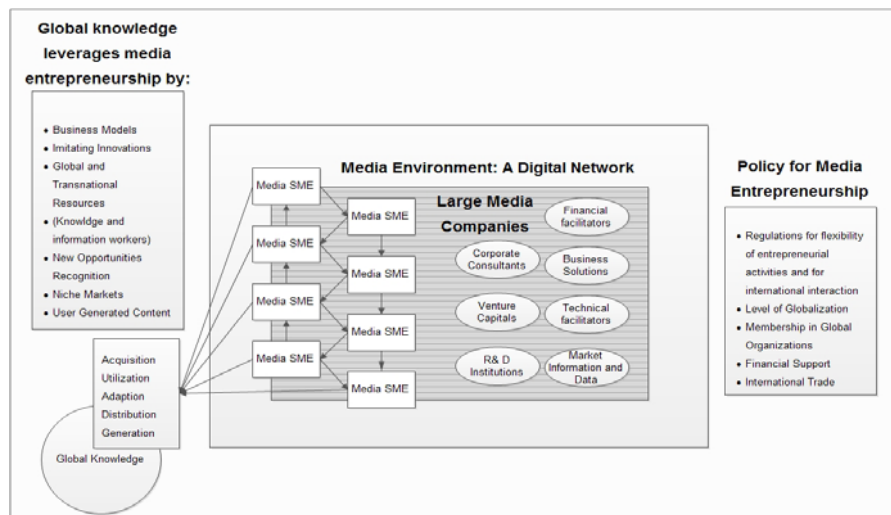 Global knowledge
leverages media
entrepreneurship by:
• Business Models
• Imitating Innovations
• Global and
Transnational
Resources
• (Knowldge and
information workers)
• New Opportunities
Recognition
• Niche Markets
• User Generated Content
Acquisition
Utilization
Adaption
Distribution
Generation
Global Knowledge
Media Environment: A Digital Network
Media SME
Media SME
Media SME
Media SME
Media SME
Media SME
Media SME
Media SME
Large Media
Companies
Financial
facilitators
Corporate
Consultants
Business
Solutions
Venture
Capitals
Technical
facilitators
R& D
Institutions
Market
Information and
Data
Policy for Media
Entrepreneurship
• Regulations for flexibility
of entrepreneurial
activities and for
international interaction
• Level of Globalization
• Membership in Global
Organizations
• Financial Support
• International Trade